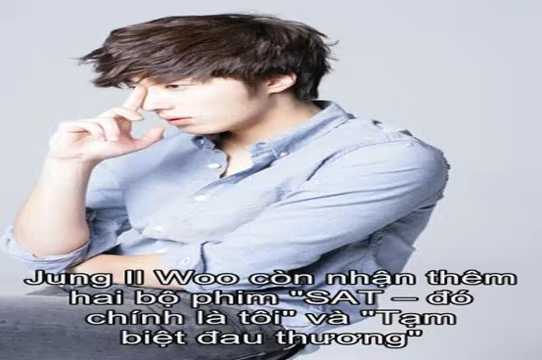 Jung Il Woo còn nhận thêm
hai bộ phim "SAT – đó
chính là tôi" và "Tạm
biệt đau thương"